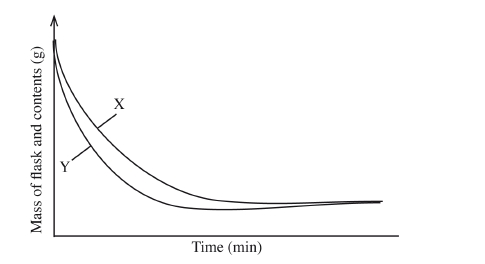 Mass of flask and contents (g)
X
Y
Time (min)